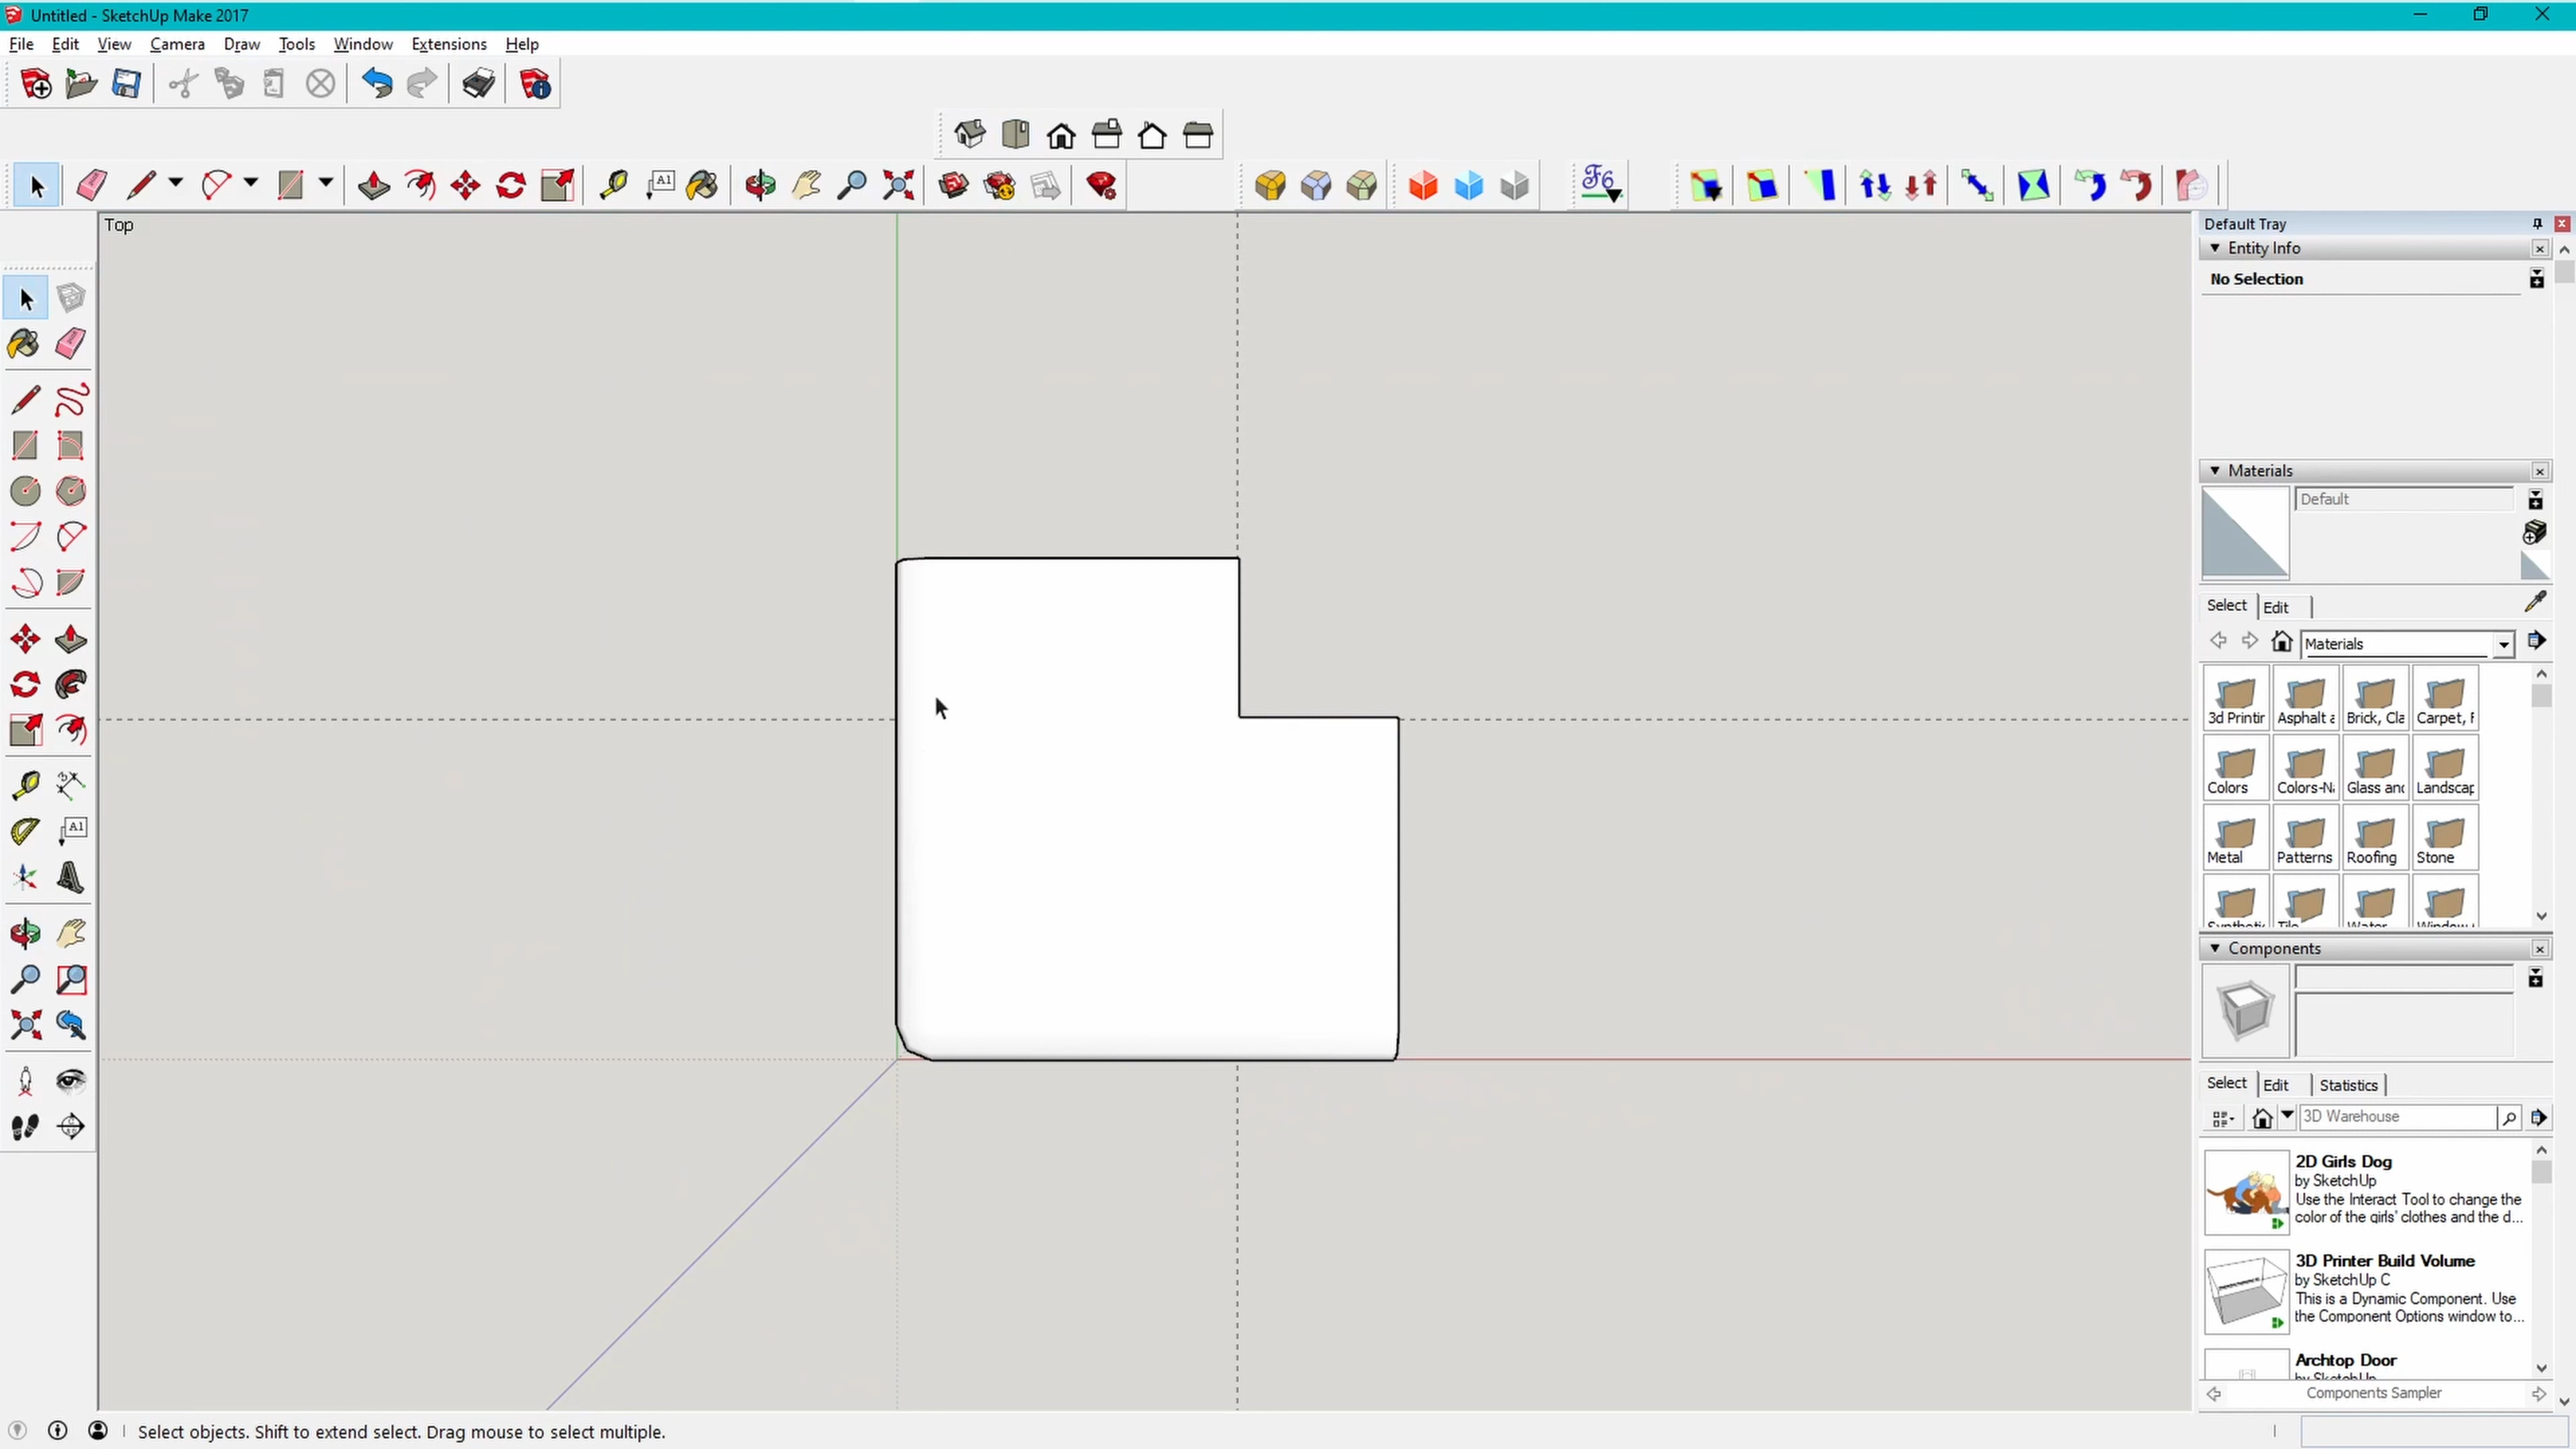 Untitled - SketchUp Make 2017
File Edit View Camera Draw Tools Window Extensions Help
A1
F6
Top
Default Tray
Entity Info
No Selection
Materials
Default
Select Edit
Materials
3d Printir Asphalt a Brick, Cla Carpet, F
Colors Colors-Na Glass and Landscap
Metal Patterns Roofing Stone
A1
Components
Select Edit Statistics
3D Warehouse
2D Girls Dog
by SketchUp
Use the Interact Tool to change the
color of the girls' clothes and the d...
3D Printer Build Volume
by SketchUp C
This is a Dynamic Component. Use
the Component Options window to...
Archtop Door
by SketchUp
Components Sampler
Select objects. Shift to extend select. Drag mouse to select multiple.